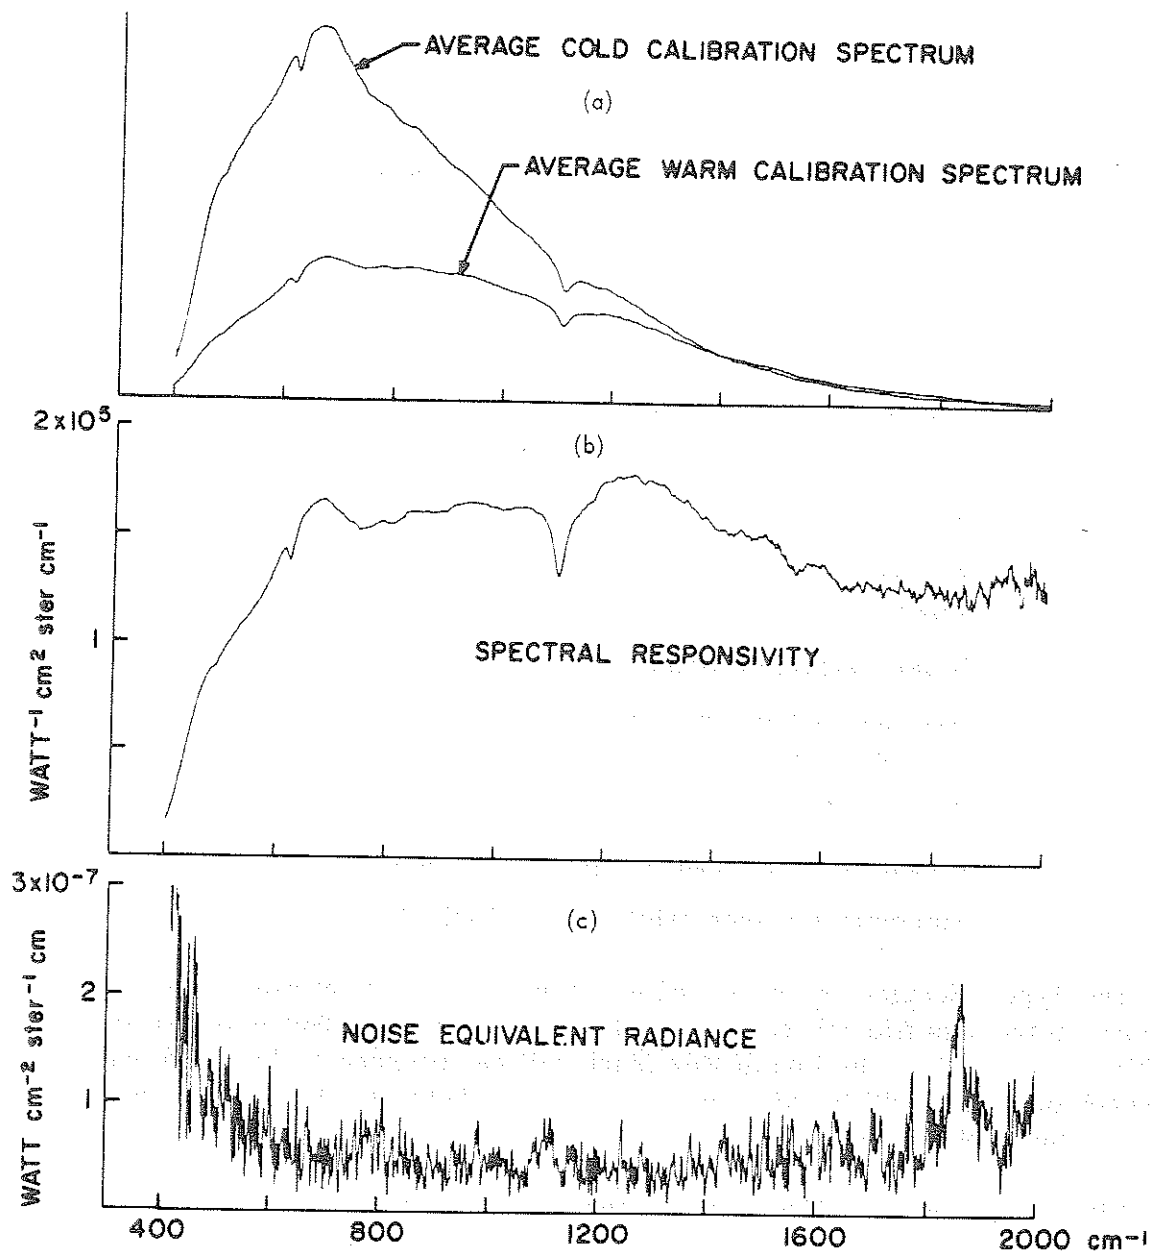 AVERAGE COLD CALIBRATION SPECTRUM
(a)
AVERAGE WARM CALIBRATION SPECTRUM
2x10⁵
(b)
1
WATT⁻¹ cm² ster cm⁻¹
SPECTRAL RESPONSIVITY
3x10⁻⁷
(c)
2
NOISE EQUIVALENT RADIANCE
1
WATT cm⁻² ster⁻¹ cm
400 800 1200 1600 2000 cm⁻¹